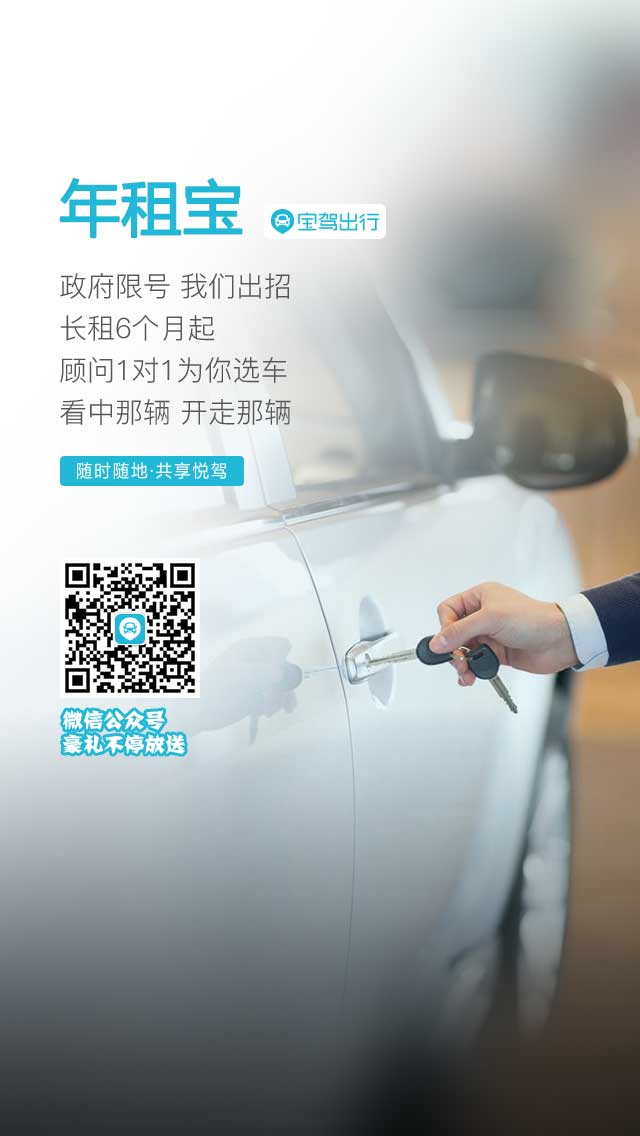 年租宝
宝驾出行
政府限号 我们出招
长租6个月起
顾问1对1为你选车
看中那辆 开走那辆
随时随地·共享悦驾
微信公众号
豪礼不停放送